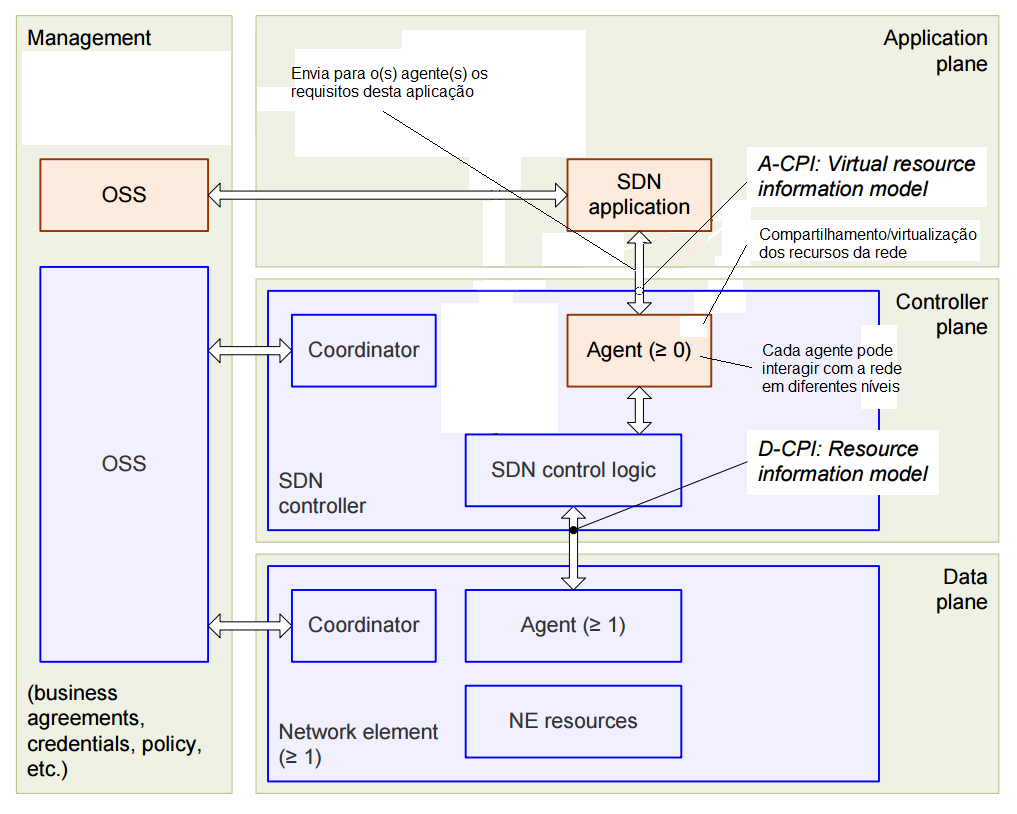 Management
Application
plane
Envia para o(s) agente(s) os
requisitos desta aplicação
OSS
SDN
application
A-CPI: Virtual resource
information model
Compartilhamento/virtualização
dos recursos da rede
Controller
plane
Coordinator
Agent (≥ 0)
Cada agente pode
interagir com a rede
em diferentes níveis
OSS
SDN control logic
D-CPI: Resource
information model
SDN
controller
Data
plane
Coordinator
Agent (≥ 1)
NE resources
Network element
(≥ 1)
(business
agreements,
credentials, policy,
etc.)